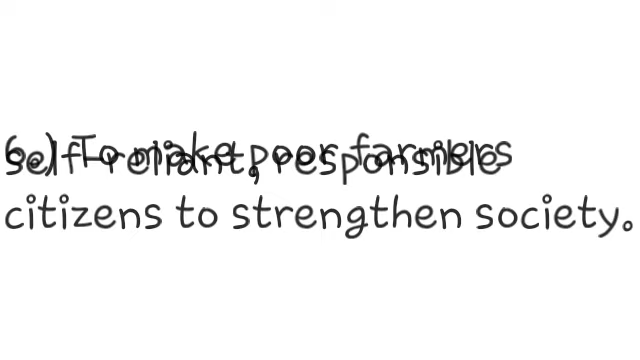 6.) To make poor farmers
self-reliant, responsible
citizens to strengthen society.